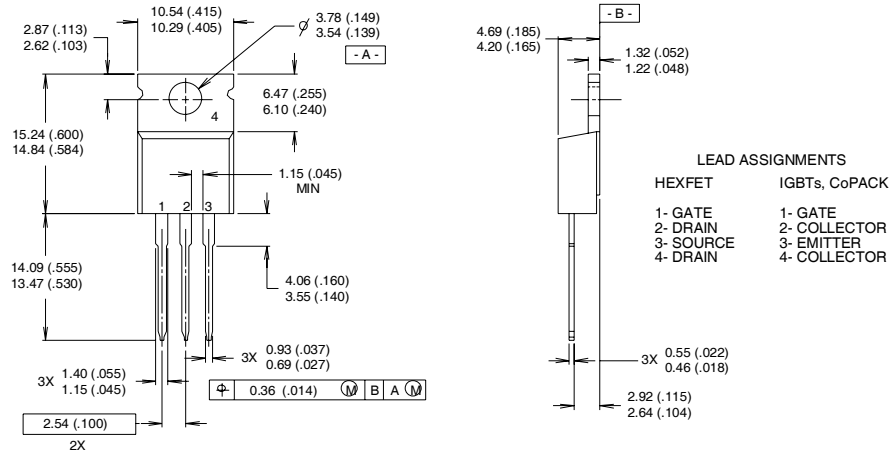 10.54 (.415)
10.29 (.405)
2.87 (.113)
2.62 (.103)
ø 3.78 (.149)
3.54 (.139)
- A -
4
6.47 (.255)
6.10 (.240)
15.24 (.600)
14.84 (.584)
1.15 (.045)
MIN
1 2 3
14.09 (.555)
13.47 (.530)
4.06 (.160)
3.55 (.140)
3X 1.40 (.055)
1.15 (.045)
3X 0.93 (.037)
0.69 (.027)
⌖ 0.36 (.014) Ⓜ B A Ⓜ
2.54 (.100)
2X
4.69 (.185)
4.20 (.165)
- B -
1.32 (.052)
1.22 (.048)
3X 0.55 (.022)
0.46 (.018)
2.92 (.115)
2.64 (.104)
LEAD ASSIGNMENTS
HEXFET
1- GATE
2- DRAIN
3- SOURCE
4- DRAIN
IGBTs, CoPACK
1- GATE
2- COLLECTOR
3- EMITTER
4- COLLECTOR